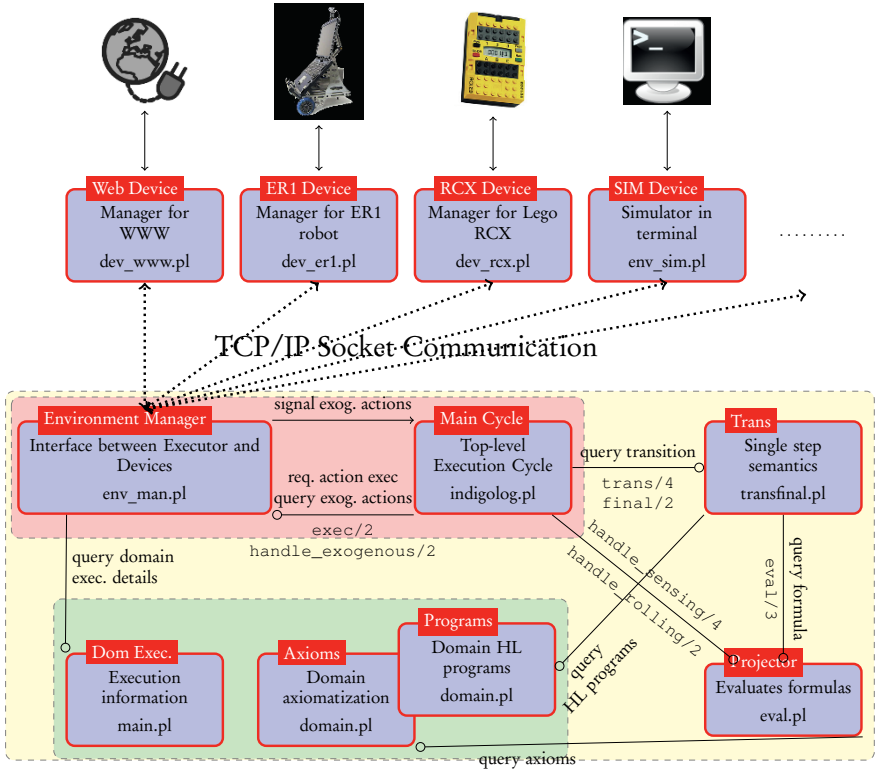 Web Device
Manager for
WWW
dev_www.pl
ER1 Device
Manager for ER1
robot
dev_er1.pl
RCX Device
Manager for Lego
RCX
dev_rcx.pl
SIM Device
Simulator in
terminal
env_sim.pl
.........
TCP/IP Socket Communication
Environment Manager
Interface between Executor and
Devices
env_man.pl
signal exog. actions
req. action exec
query exog. actions
exec/2
handle_exogenous/2
Main Cycle
Top-level
Execution Cycle
indigolog.pl
query transition
trans/4
final/2
Trans
Single step
semantics
transfinal.pl
query domain
exec. details
handle_sensing/4
handle_rolling/2
query formula
eval/3
Dom Exec.
Execution
information
main.pl
Axioms
Domain
axiomatization
domain.pl
Programs
Domain HL
programs
domain.pl
query
HL programs
Projector
Evaluates formulas
eval.pl
query axioms